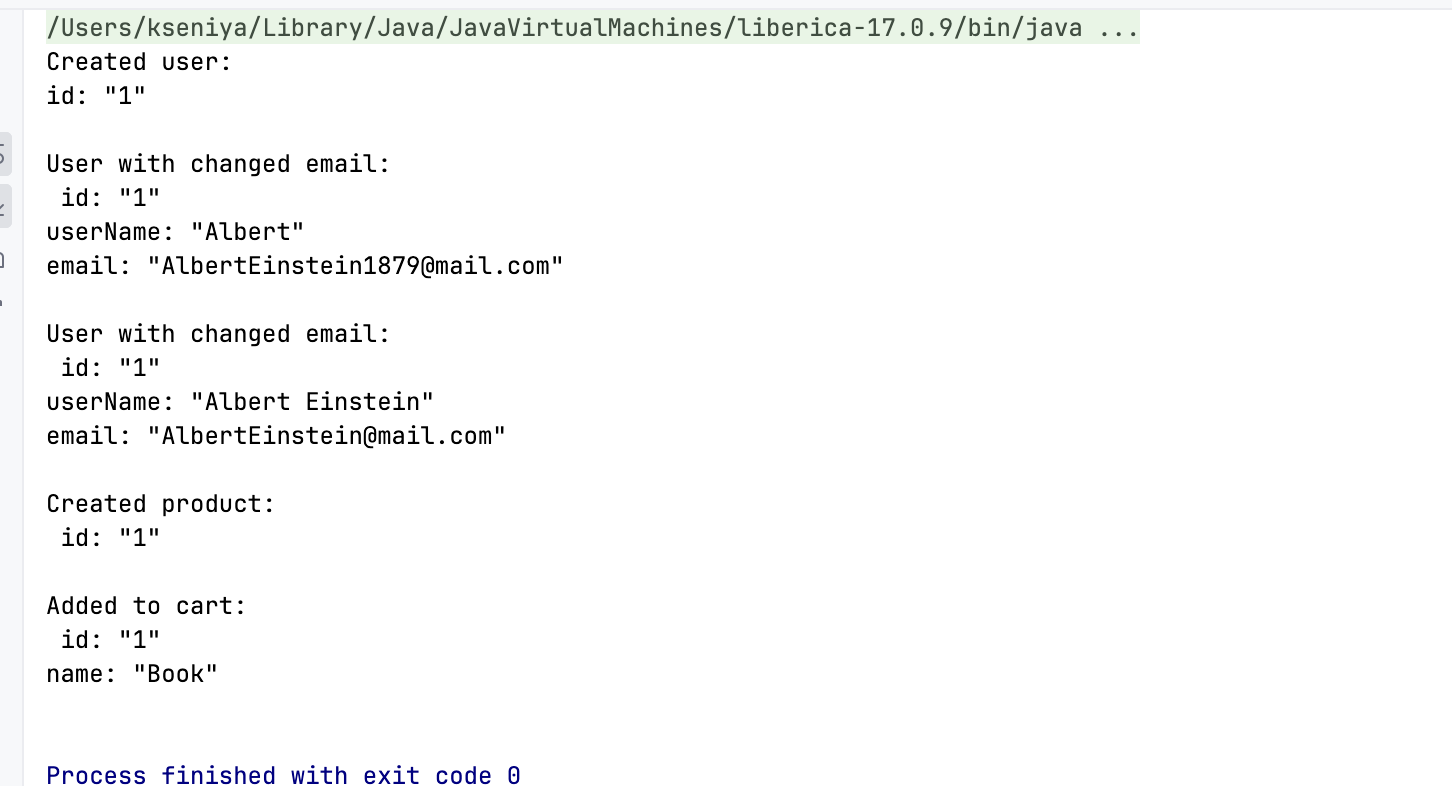 /Users/kseniya/Library/Java/JavaVirtualMachines/liberica-17.0.9/bin/java ...
Created user:
id: "1"
User with changed email:
id: "1"
userName: "Albert"
email: "AlbertEinstein1879@mail.com"
User with changed email:
id: "1"
userName: "Albert Einstein"
email: "AlbertEinstein@mail.com"
Created product:
id: "1"
Added to cart:
id: "1"
name: "Book"
Process finished with exit code 0